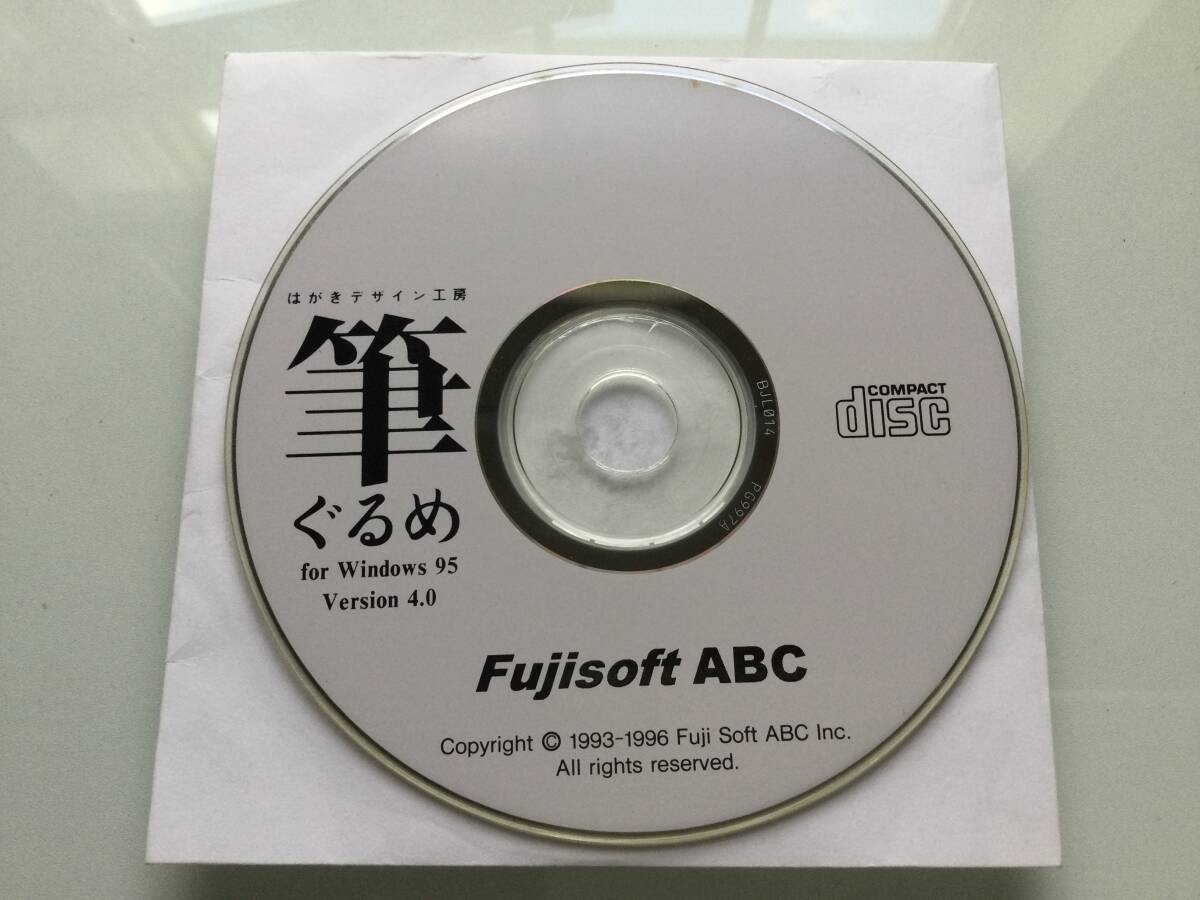 はがきデザイン工房
筆
ぐるめ
for Windows 95
Version 4.0
BJL014
PG997A
COMPACT
disc
Fujisoft ABC
Copyright © 1993-1996 Fuji Soft ABC Inc.
All rights reserved.